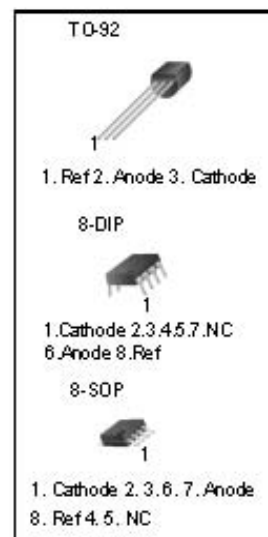 TO-92
1
1. Ref 2. Anode 3. Cathode
8-DIP
1
1.Cathode 2.3.4.5.7.NC
6.Anode 8.Ref
8-SOP
1
1. Cathode 2. 3. 6. 7. Anode
8. Ref 4. 5. NC